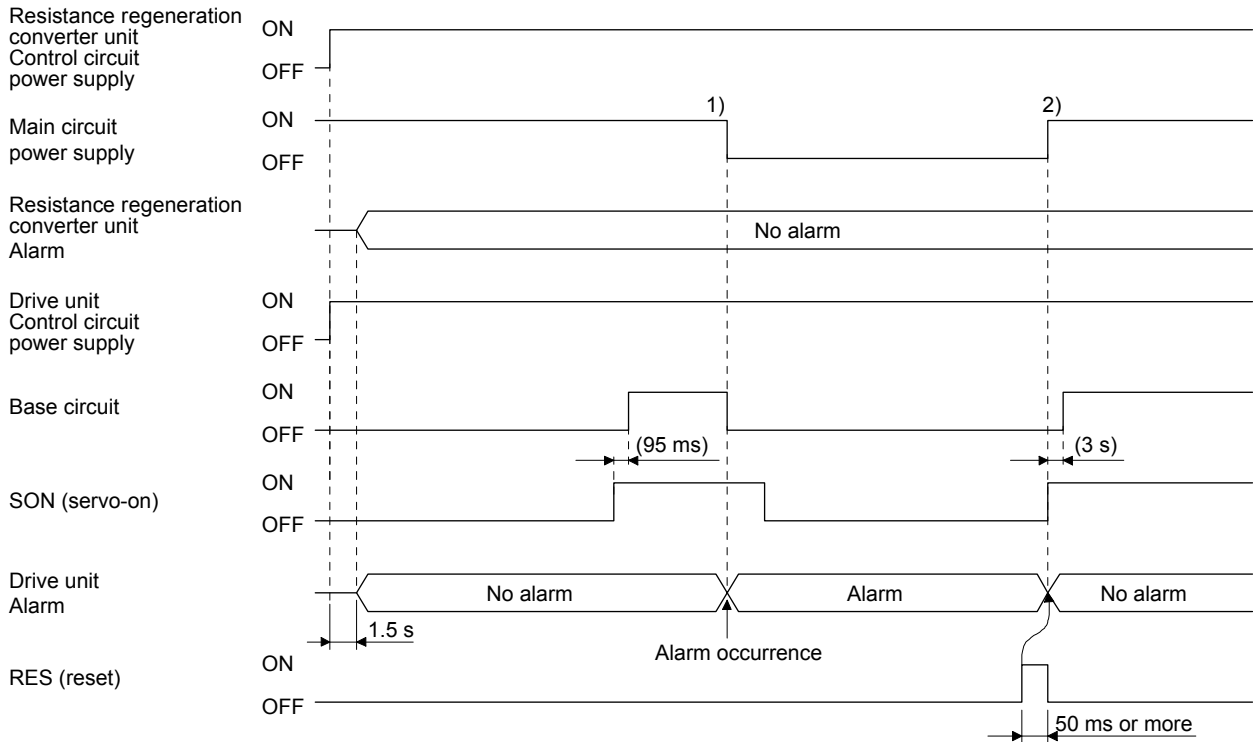 Resistance regeneration
converter unit
Control circuit
power supply
ON
OFF
1)
2)
Main circuit
power supply
ON
OFF
Resistance regeneration
converter unit
Alarm
No alarm
Drive unit
Control circuit
power supply
ON
OFF
Base circuit
ON
OFF
(95 ms)
(3 s)
SON (servo-on)
ON
OFF
Drive unit
Alarm
No alarm
Alarm
No alarm
1.5 s
Alarm occurrence
RES (reset)
ON
OFF
50 ms or more